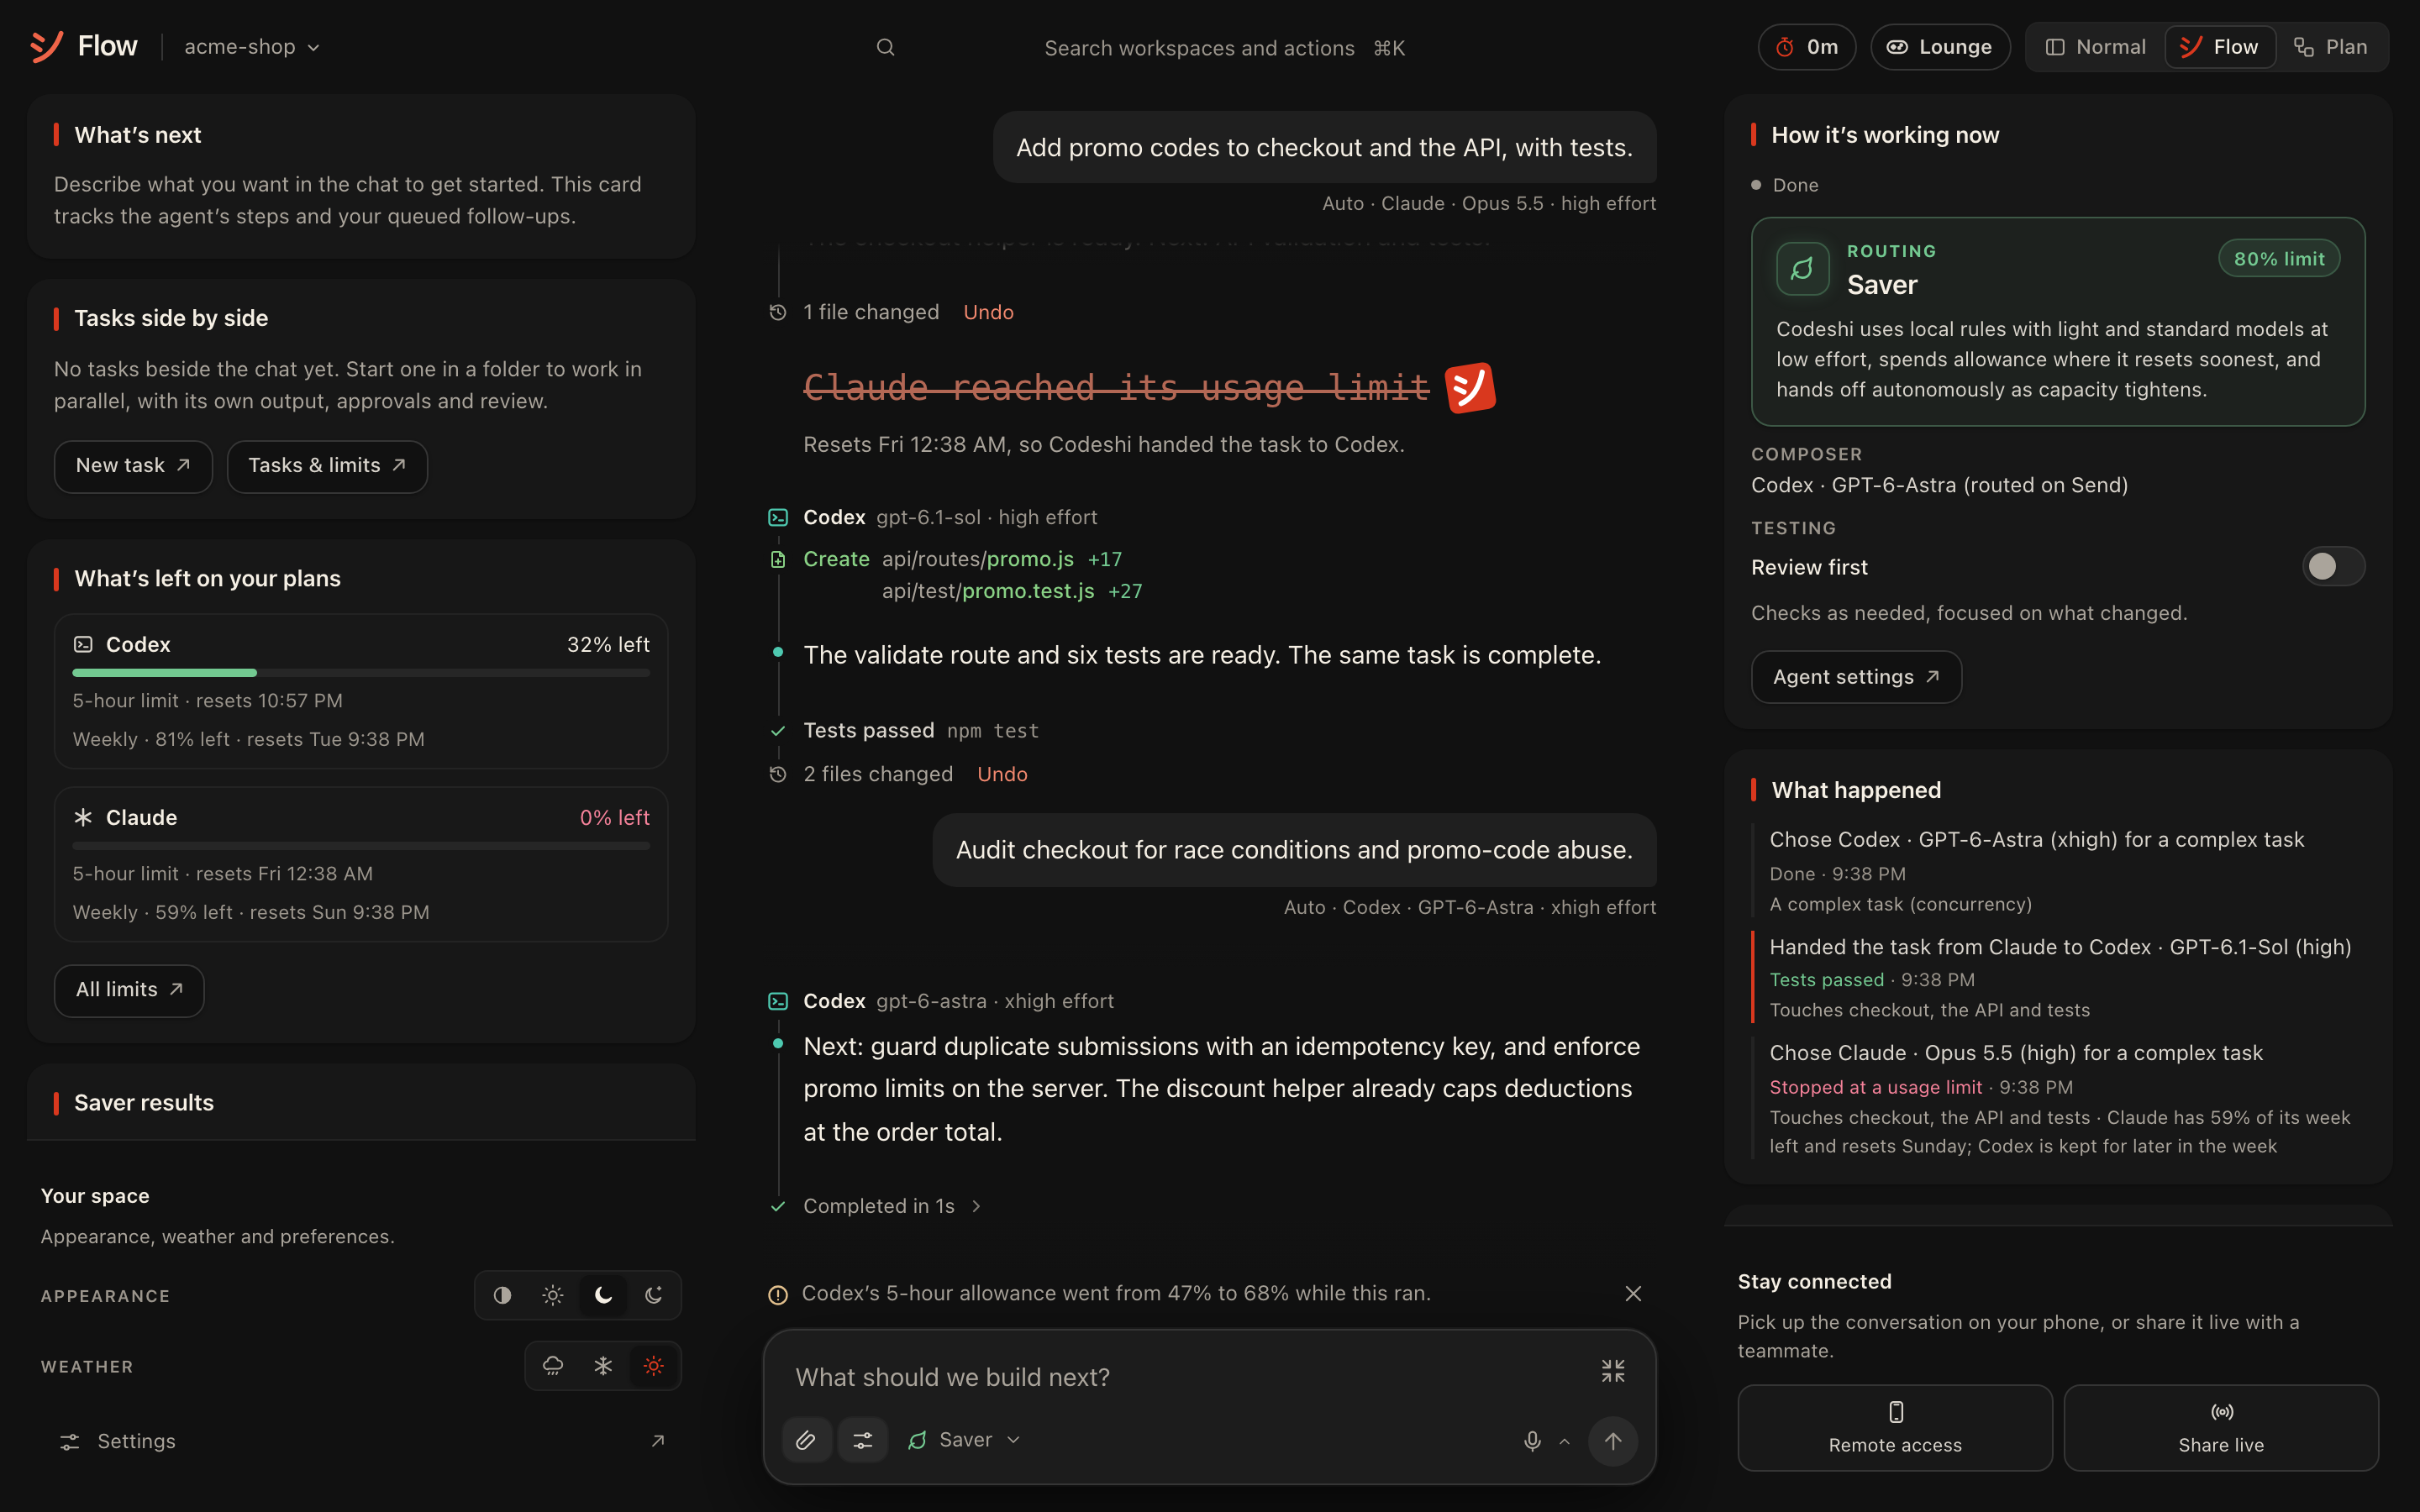 Flow
acme-shop
Search workspaces and actions ⌘K
0m
Lounge
Normal
Flow
Plan
What's next
Describe what you want in the chat to get started. This card
tracks the agent's steps and your queued follow-ups.
Tasks side by side
No tasks beside the chat yet. Start one in a folder to work in
parallel, with its own output, approvals and review.
New task
Tasks & limits
What's left on your plans
Codex 32% left
5-hour limit · resets 10:57 PM
Weekly · 81% left · resets Tue 9:38 PM
Claude 0% left
5-hour limit · resets Fri 12:38 AM
Weekly · 59% left · resets Sun 9:38 PM
All limits
Saver results
Your space
Appearance, weather and preferences.
APPEARANCE
WEATHER
Settings
Add promo codes to checkout and the API, with tests.
Auto · Claude · Opus 5.5 · high effort
The checkout helper is ready. Next: API validation and tests.
1 file changed Undo
Claude reached its usage limit
Resets Fri 12:38 AM, so Codeshi handed the task to Codex.
Codex gpt-6.1-sol · high effort
Create api/routes/promo.js +17
api/test/promo.test.js +27
The validate route and six tests are ready. The same task is complete.
Tests passed npm test
2 files changed Undo
Audit checkout for race conditions and promo-code abuse.
Auto · Codex · GPT-6-Astra · xhigh effort
Codex gpt-6-astra · xhigh effort
Next: guard duplicate submissions with an idempotency key, and enforce
promo limits on the server. The discount helper already caps deductions
at the order total.
Completed in 1s
Codex's 5-hour allowance went from 47% to 68% while this ran.
What should we build next?
Saver
How it's working now
Done
ROUTING
Saver
80% limit
Codeshi uses local rules with light and standard models at
low effort, spends allowance where it resets soonest, and
hands off autonomously as capacity tightens.
COMPOSER
Codex · GPT-6-Astra (routed on Send)
TESTING
Review first
Checks as needed, focused on what changed.
Agent settings
What happened
Chose Codex · GPT-6-Astra (xhigh) for a complex task
Done · 9:38 PM
A complex task (concurrency)
Handed the task from Claude to Codex · GPT-6.1-Sol (high)
Tests passed · 9:38 PM
Touches checkout, the API and tests
Chose Claude · Opus 5.5 (high) for a complex task
Stopped at a usage limit · 9:38 PM
Touches checkout, the API and tests · Claude has 59% of its week
left and resets Sunday; Codex is kept for later in the week
Stay connected
Pick up the conversation on your phone, or share it live with a
teammate.
Remote access
Share live